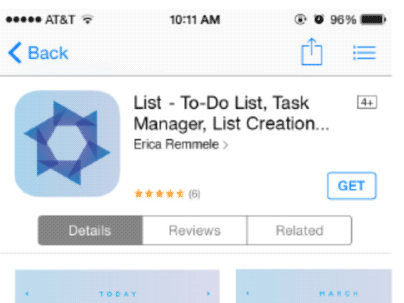 AT&T 10:11 AM 96%
Back
List - To-Do List, Task
Manager, List Creation...
4+
Erica Remmele >
(6)
GET
Details Reviews Related
TODAY MARCH